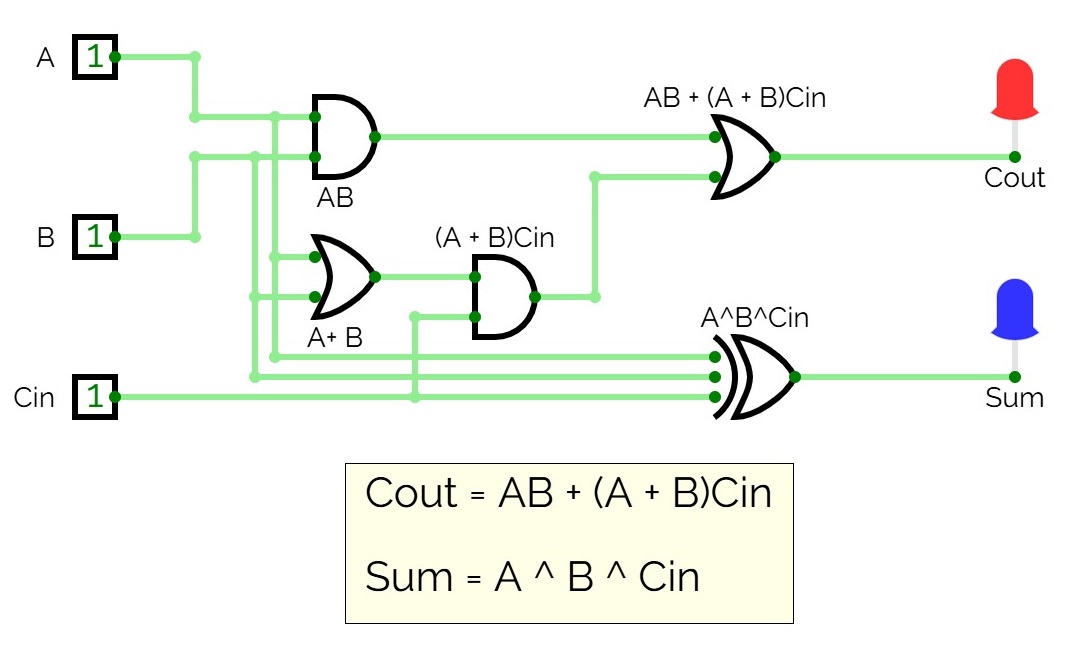 A 1
AB + (A + B)Cin
AB
Cout
B 1
(A + B)Cin
A+ B
A^B^Cin
Cin 1
Sum
Cout = AB + (A + B)Cin
Sum = A ^ B ^ Cin